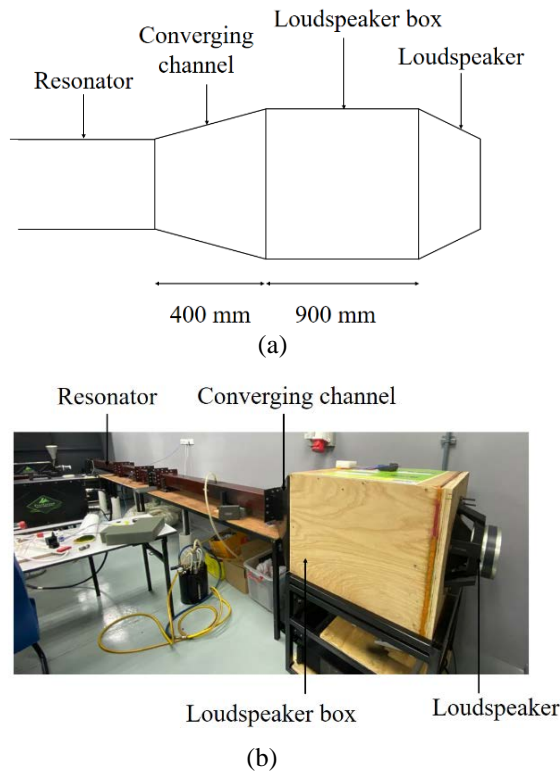 Loudspeaker box
Converging
channel
Loudspeaker
Resonator
400 mm
900 mm
(a)
Resonator
Converging channel
Loudspeaker box
Loudspeaker
(b)